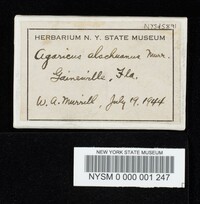 HERBARIUM N. Y. STATE MUSEUM
Agaricus alachuanus Murr.
Gainesville, Fla.
W. A. Murrill, July 19, 1944
NEW YORK STATE MUSEUM
NYSM 0 000 001 247